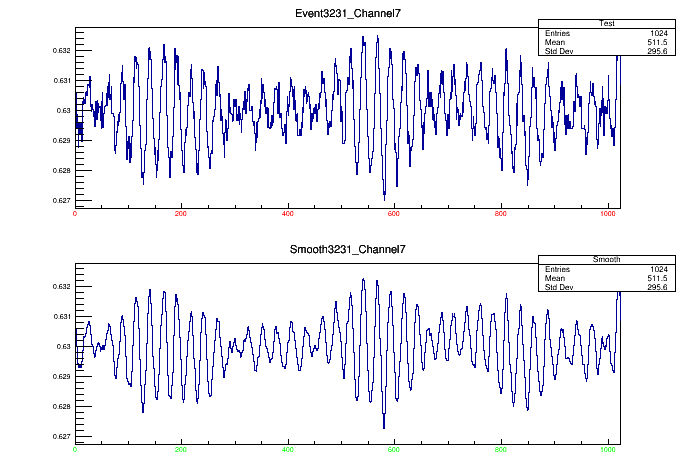 Event3231_Channel7
Test
Entries 1024
Mean 511.5
Std Dev 295.6
0.632
0.631
0.63
0.629
0.628
0.627
0 200 400 600 800 1000
Smooth3231_Channel7
Smooth
Entries 1024
Mean 511.5
Std Dev 295.6
0.632
0.631
0.63
0.629
0.628
0.627
0 200 400 600 800 1000